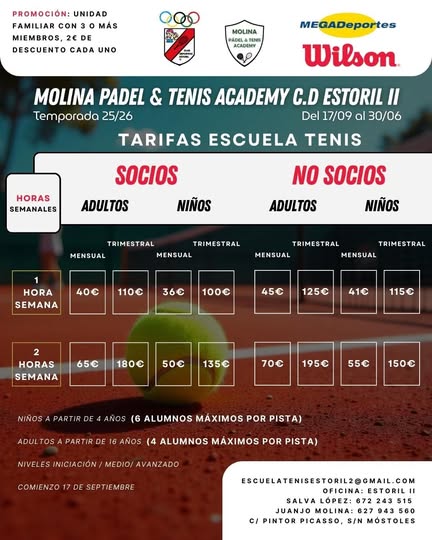 PROMOCIÓN: UNIDAD
FAMILIAR CON 3 O MÁS
MIEMBROS, 2€ DE
DESCUENTO CADA UNO
MOLINA
PÁDEL & TENNIS
ACADEMY
MEGADeportes
Wilson
MOLINA PADEL & TENIS ACADEMY C.D ESTORIL II
Temporada 25/26 Del 17/09 al 30/06
TARIFAS ESCUELA TENIS
HORAS
SEMANALES
SOCIOS NO SOCIOS
ADULTOS NIÑOS ADULTOS NIÑOS
MENSUAL TRIMESTRAL MENSUAL TRIMESTRAL MENSUAL TRIMESTRAL MENSUAL TRIMESTRAL
1
HORA
SEMANA
40€ 110€ 36€ 100€ 45€ 125€ 41€ 115€
2
HORAS
SEMANA
65€ 180€ 50€ 135€ 70€ 195€ 55€ 150€
NIÑOS A PARTIR DE 4 AÑOS (6 ALUMNOS MÁXIMOS POR PISTA)
ADULTOS A PARTIR DE 16 AÑOS (4 ALUMNOS MÁXIMOS POR PISTA)
NIVELES INICIACIÓN / MEDIO/ AVANZADO
COMIENZO 17 DE SEPTIEMBRE
ESCUELATENISESTORIL2@GMAIL.COM
OFICINA: ESTORIL II
SALVA LÓPEZ: 672 243 515
JUANJO MOLINA: 627 943 560
C/ PINTOR PICASSO, S/N MÓSTOLES